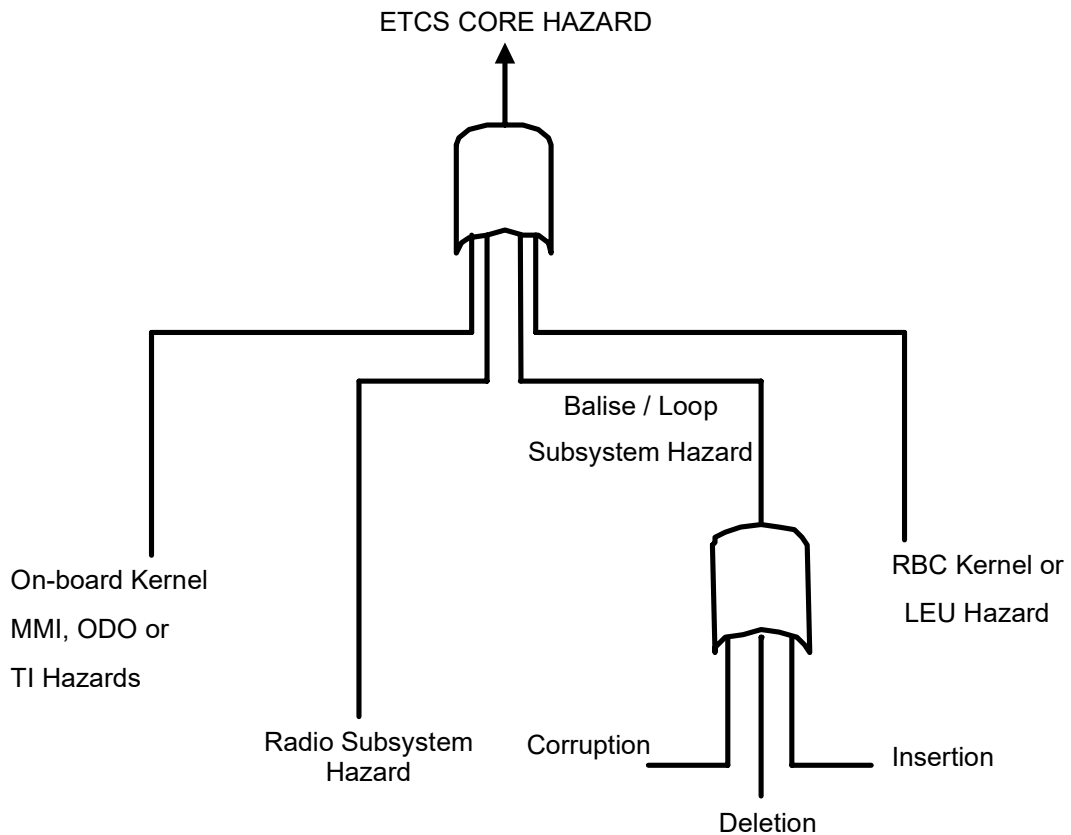 ETCS CORE HAZARD
Balise / Loop
Subsystem Hazard
On-board Kernel
MMI, ODO or
TI Hazards
RBC Kernel or
LEU Hazard
Radio Subsystem
Hazard
Corruption
Insertion
Deletion